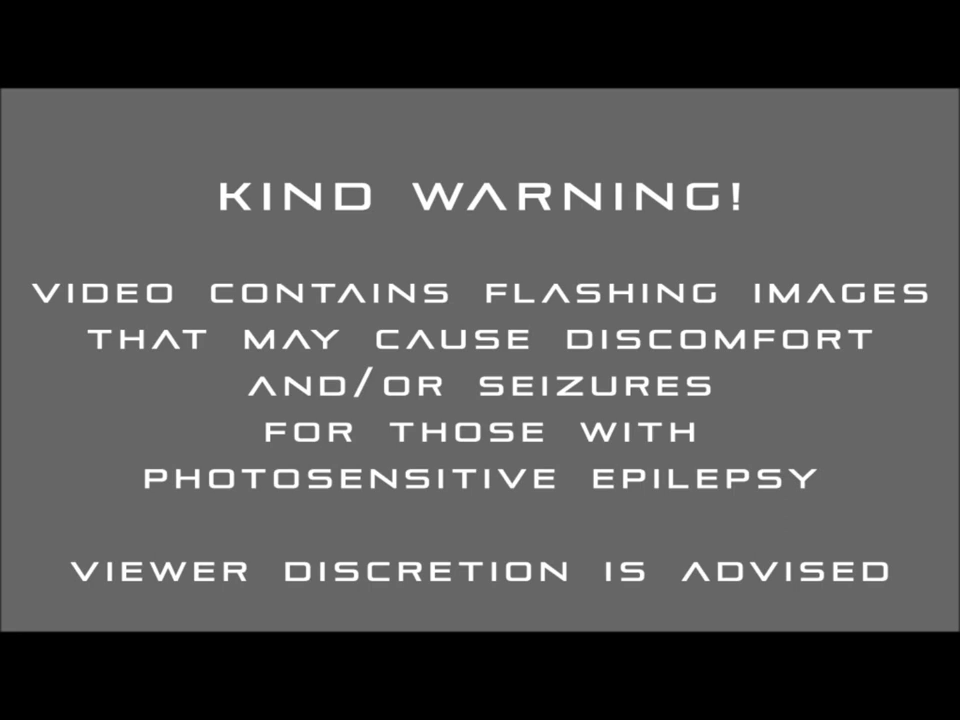 KIND WARNING!
VIDEO CONTAINS FLASHING IMAGES
THAT MAY CAUSE DISCOMFORT
AND/OR SEIZURES
FOR THOSE WITH
PHOTOSENSITIVE EPILEPSY
VIEWER DISCRETION IS ADVISED